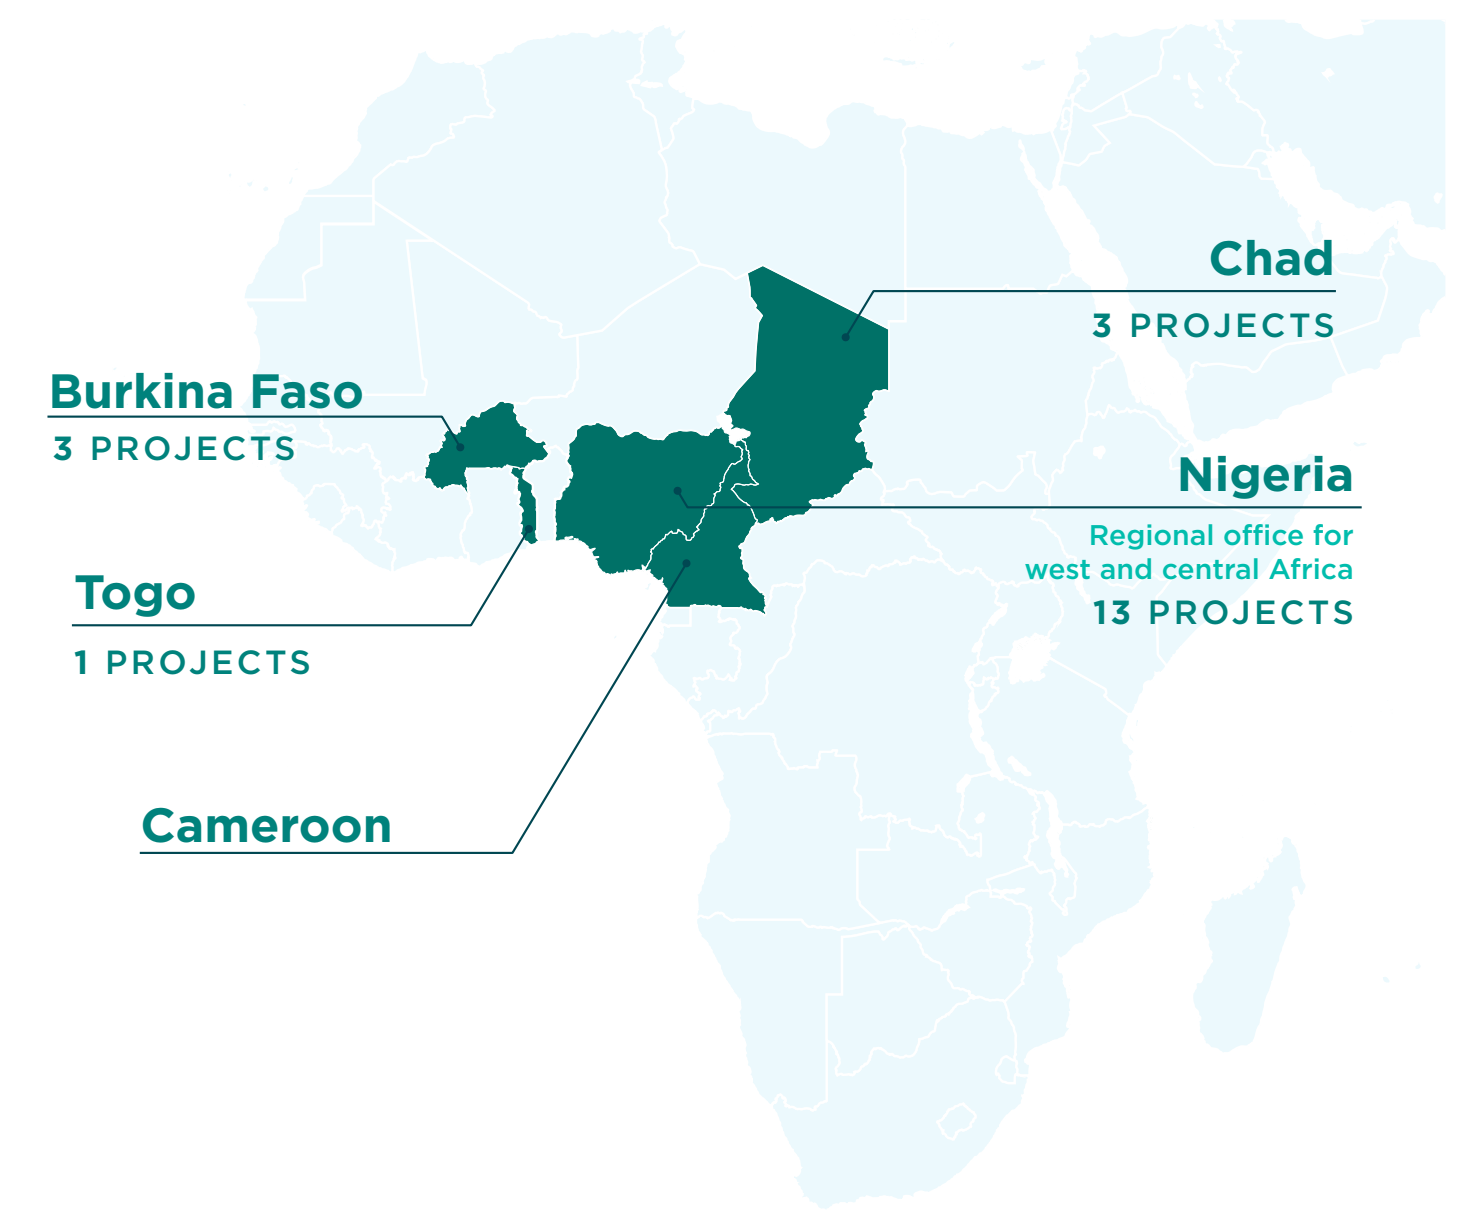 Chad
3 PROJECTS
Burkina Faso
3 PROJECTS
Nigeria
Regional office for
west and central Africa
13 PROJECTS
Togo
1 PROJECTS
Cameroon